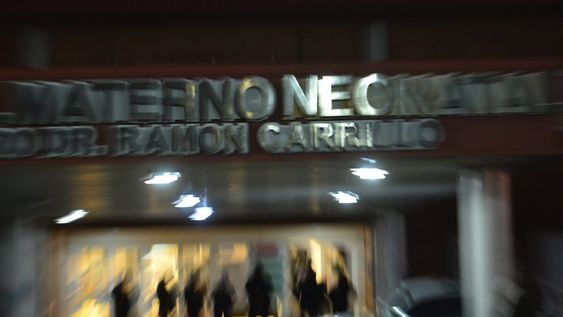 MATERNO NEONATAL
DR. RAMON CARRILLO